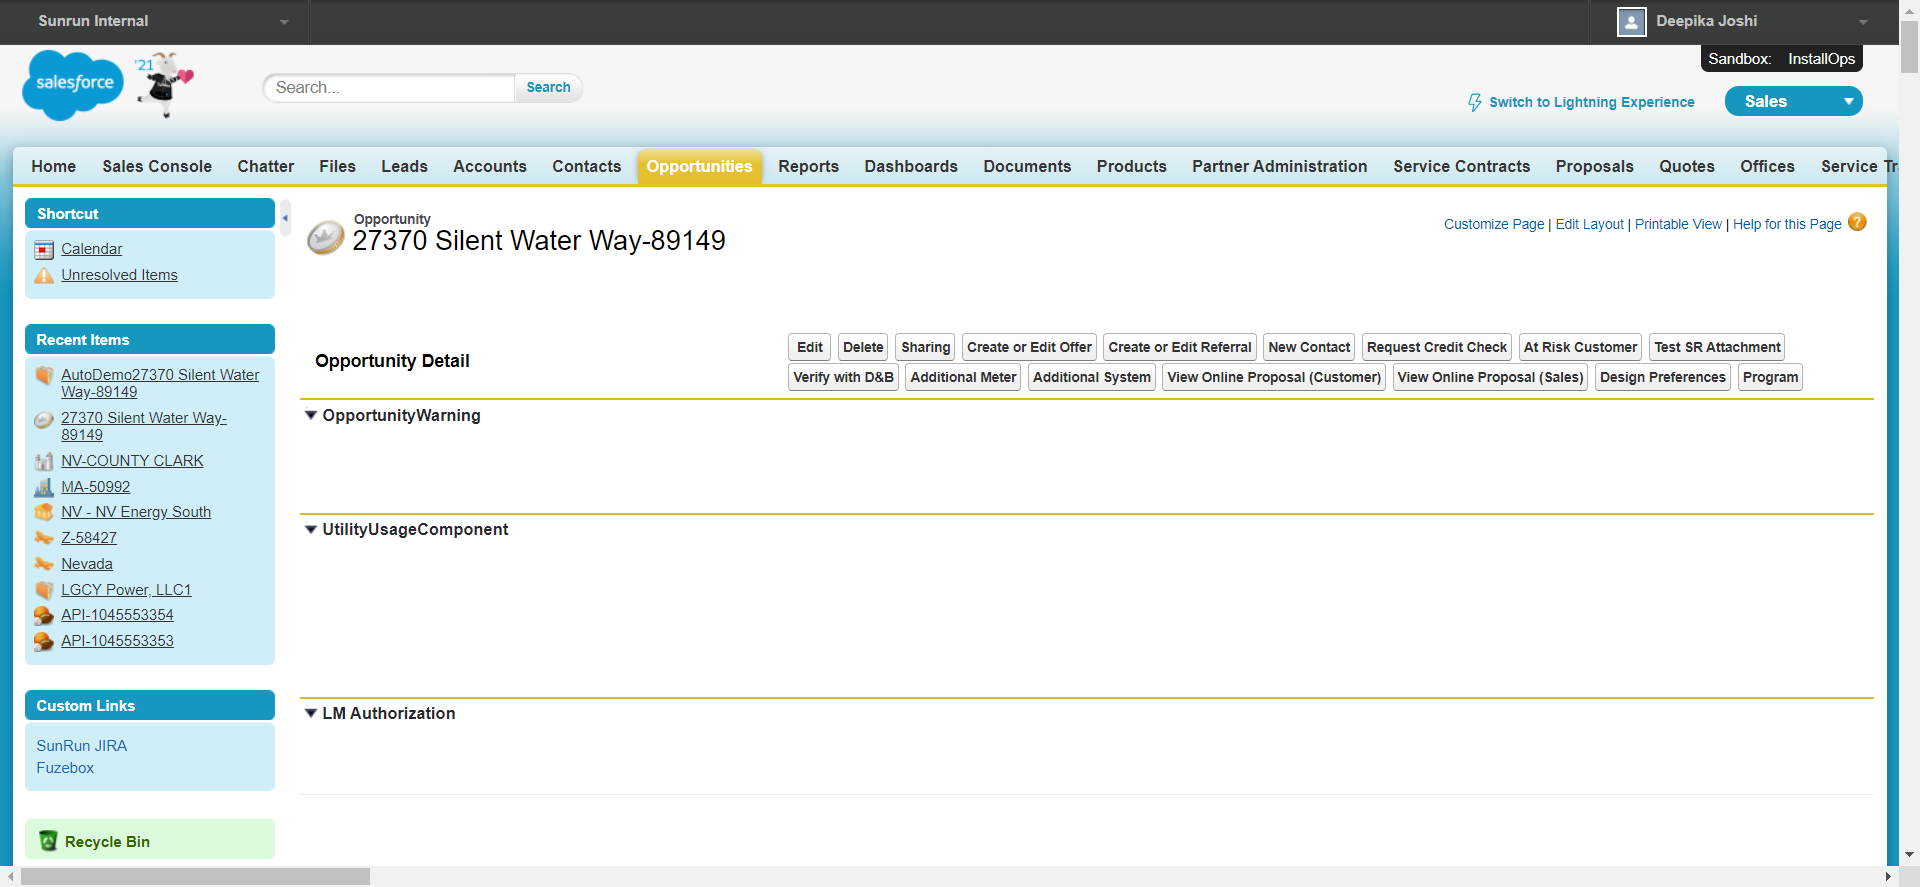 Sunrun Internal
Deepika Joshi
Sandbox: InstallOps
salesforce
'21
Search...
Search
Switch to Lightning Experience
Sales
Home Sales Console Chatter Files Leads Accounts Contacts Opportunities Reports Dashboards Documents Products Partner Administration Service Contracts Proposals Quotes Offices Service Tr
Shortcut
Calendar
Unresolved Items
Recent Items
AutoDemo27370 Silent Water
Way-89149
27370 Silent Water Way-
89149
NV-COUNTY CLARK
MA-50992
NV - NV Energy South
Z-58427
Nevada
LGCY Power, LLC1
API-1045553354
API-1045553353
Custom Links
SunRun JIRA
Fuzebox
Recycle Bin
Opportunity
27370 Silent Water Way-89149
Customize Page | Edit Layout | Printable View | Help for this Page ?
Opportunity Detail
Edit Delete Sharing Create or Edit Offer Create or Edit Referral New Contact Request Credit Check At Risk Customer Test SR Attachment
Verify with D&B Additional Meter Additional System View Online Proposal (Customer) View Online Proposal (Sales) Design Preferences Program
OpportunityWarning
UtilityUsageComponent
LM Authorization